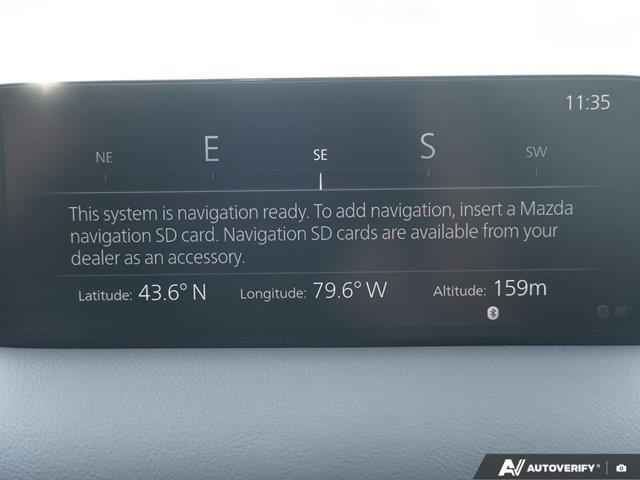 11:35
NE E SE S SW
This system is navigation ready. To add navigation, insert a Mazda
navigation SD card. Navigation SD cards are available from your
dealer as an accessory.
Latitude: 43.6° N Longitude: 79.6° W Altitude: 159m
AUTOVERIFY®